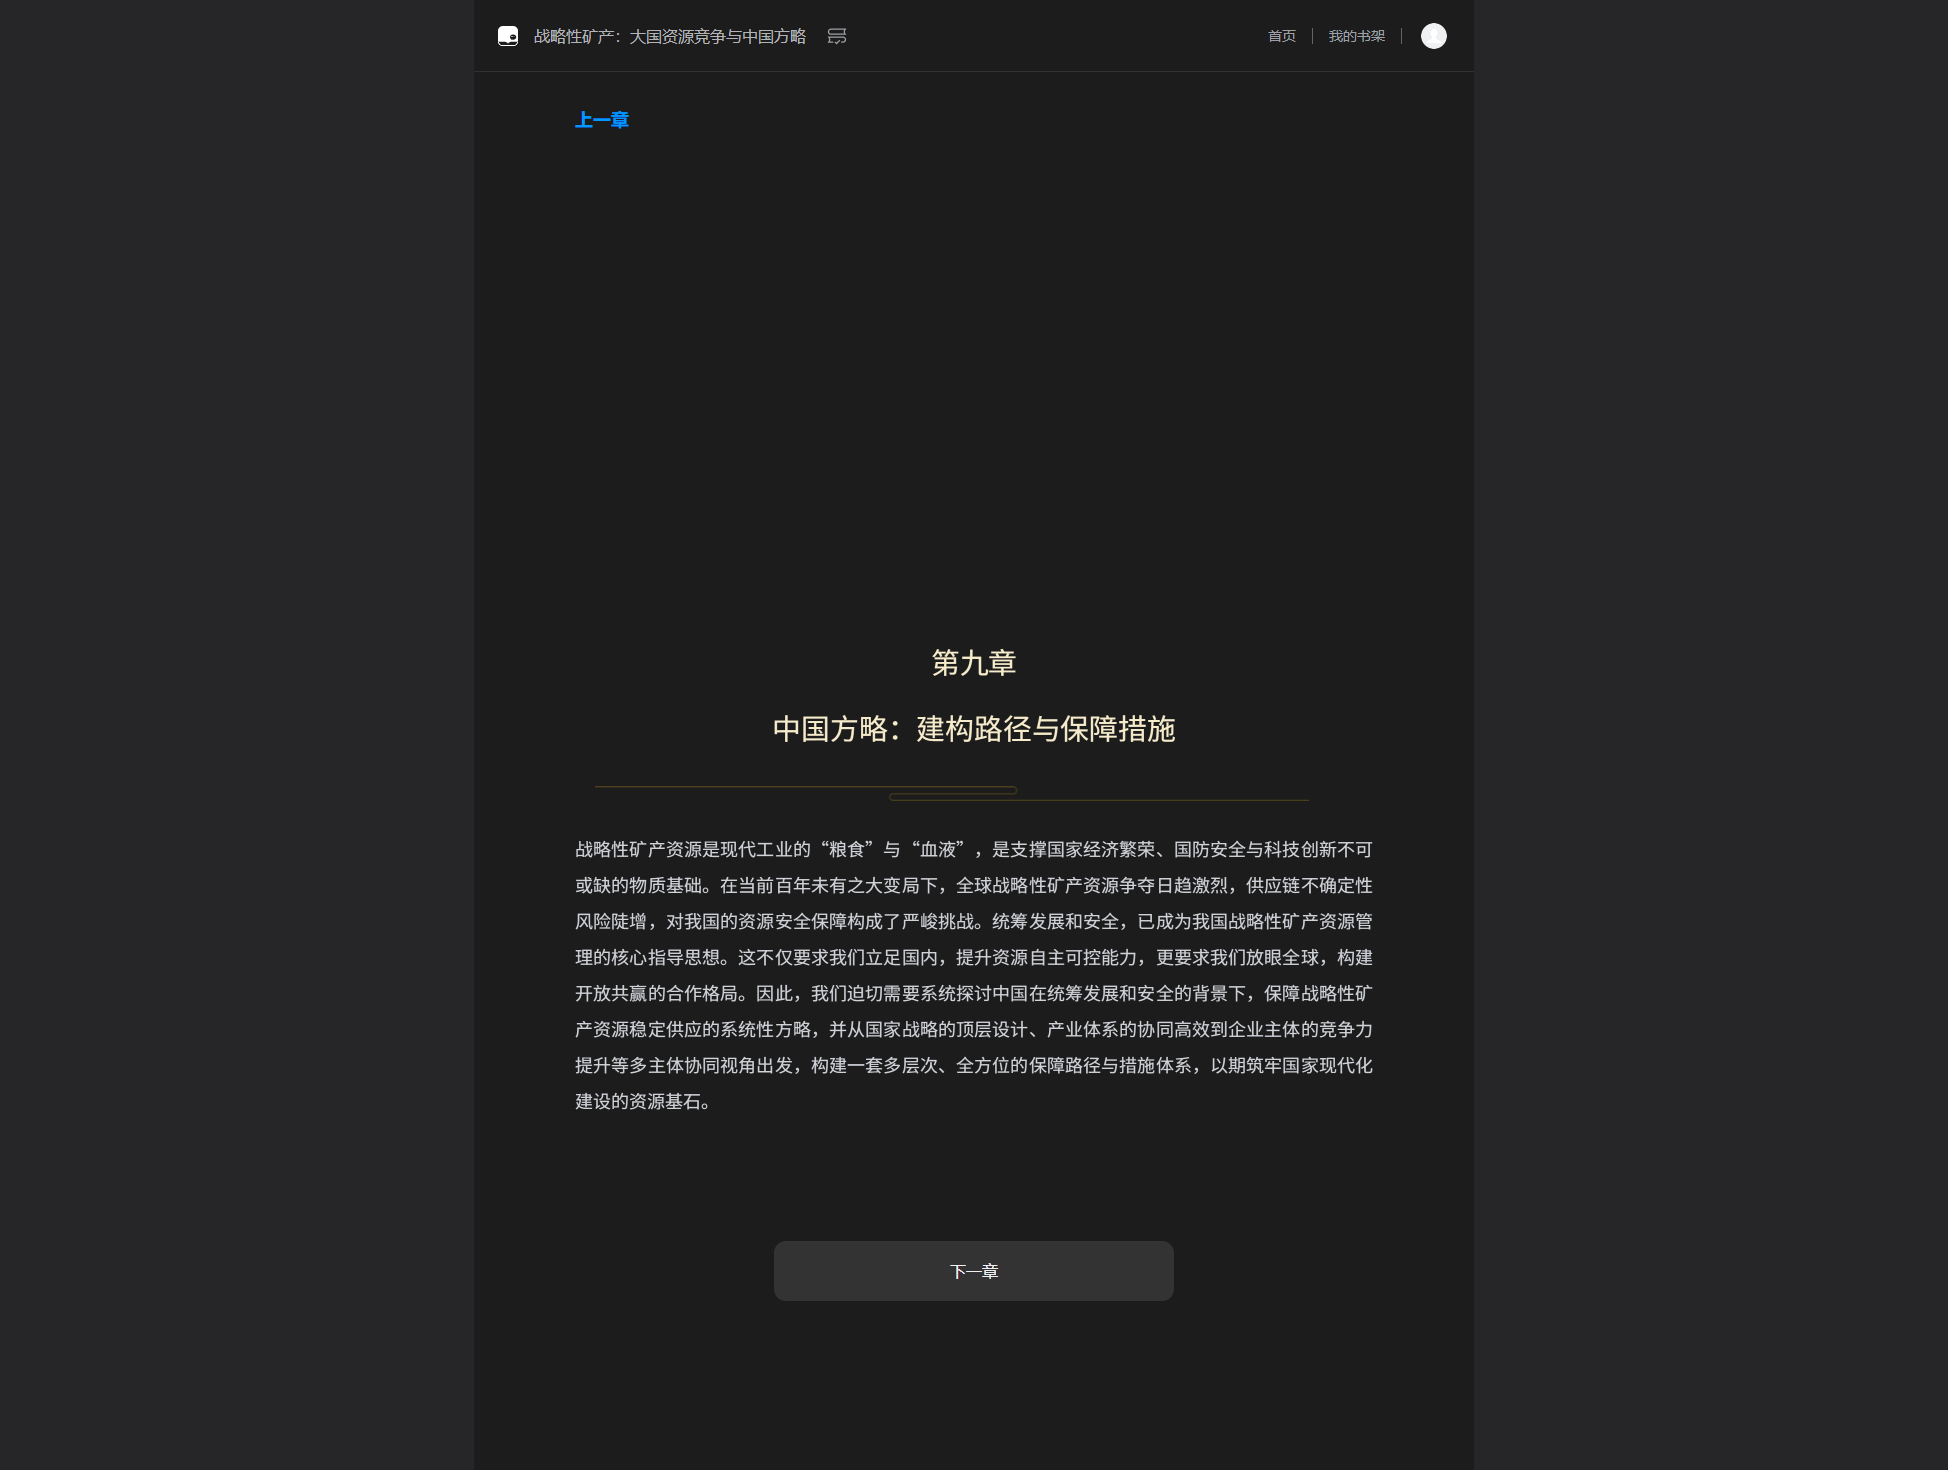 战略性矿产：大国资源竞争与中国方略
首页
我的书架
上一章
第九章
中国方略：建构路径与保障措施
战略性矿产资源是现代工业的“粮食”与“血液”，是支撑国家经济繁荣、国防安全与科技创新不可
或缺的物质基础。在当前百年未有之大变局下，全球战略性矿产资源争夺日趋激烈，供应链不确定性
风险陡增，对我国的资源安全保障构成了严峻挑战。统筹发展和安全，已成为我国战略性矿产资源管
理的核心指导思想。这不仅要求我们立足国内，提升资源自主可控能力，更要求我们放眼全球，构建
开放共赢的合作格局。因此，我们迫切需要系统探讨中国在统筹发展和安全的背景下，保障战略性矿
产资源稳定供应的系统性方略，并从国家战略的顶层设计、产业体系的协同高效到企业主体的竞争力
提升等多主体协同视角出发，构建一套多层次、全方位的保障路径与措施体系，以期筑牢国家现代化
建设的资源基石。
下一章